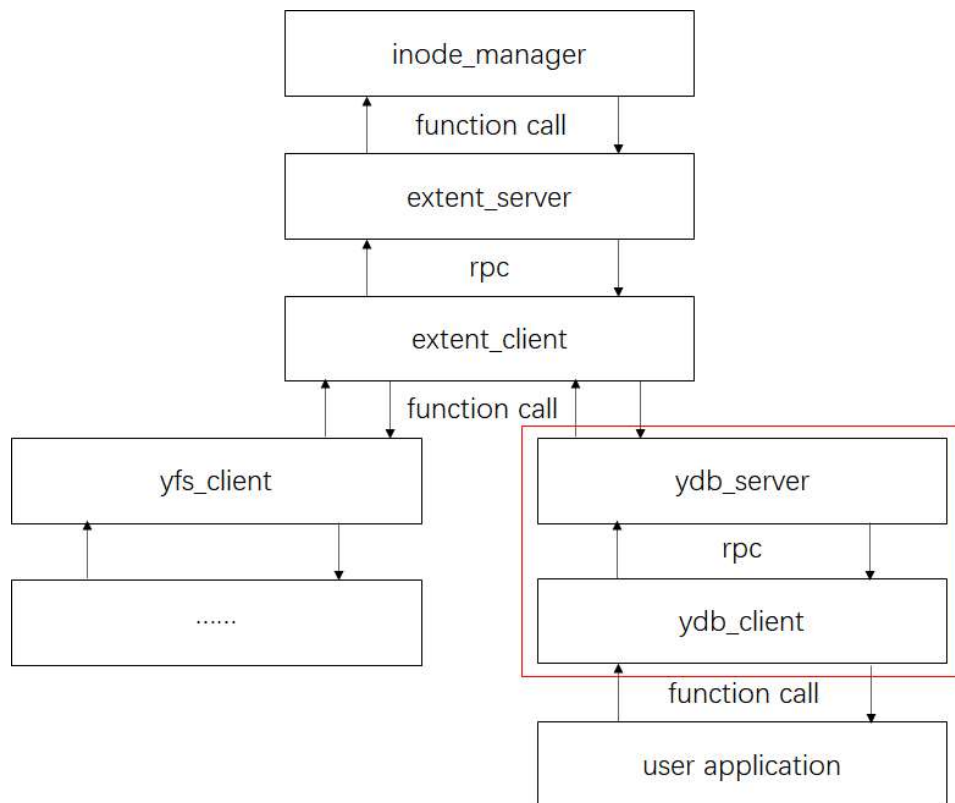 inode_manager
function call
extent_server
rpc
extent_client
function call
yfs_client
ydb_server
rpc
……
ydb_client
function call
user application